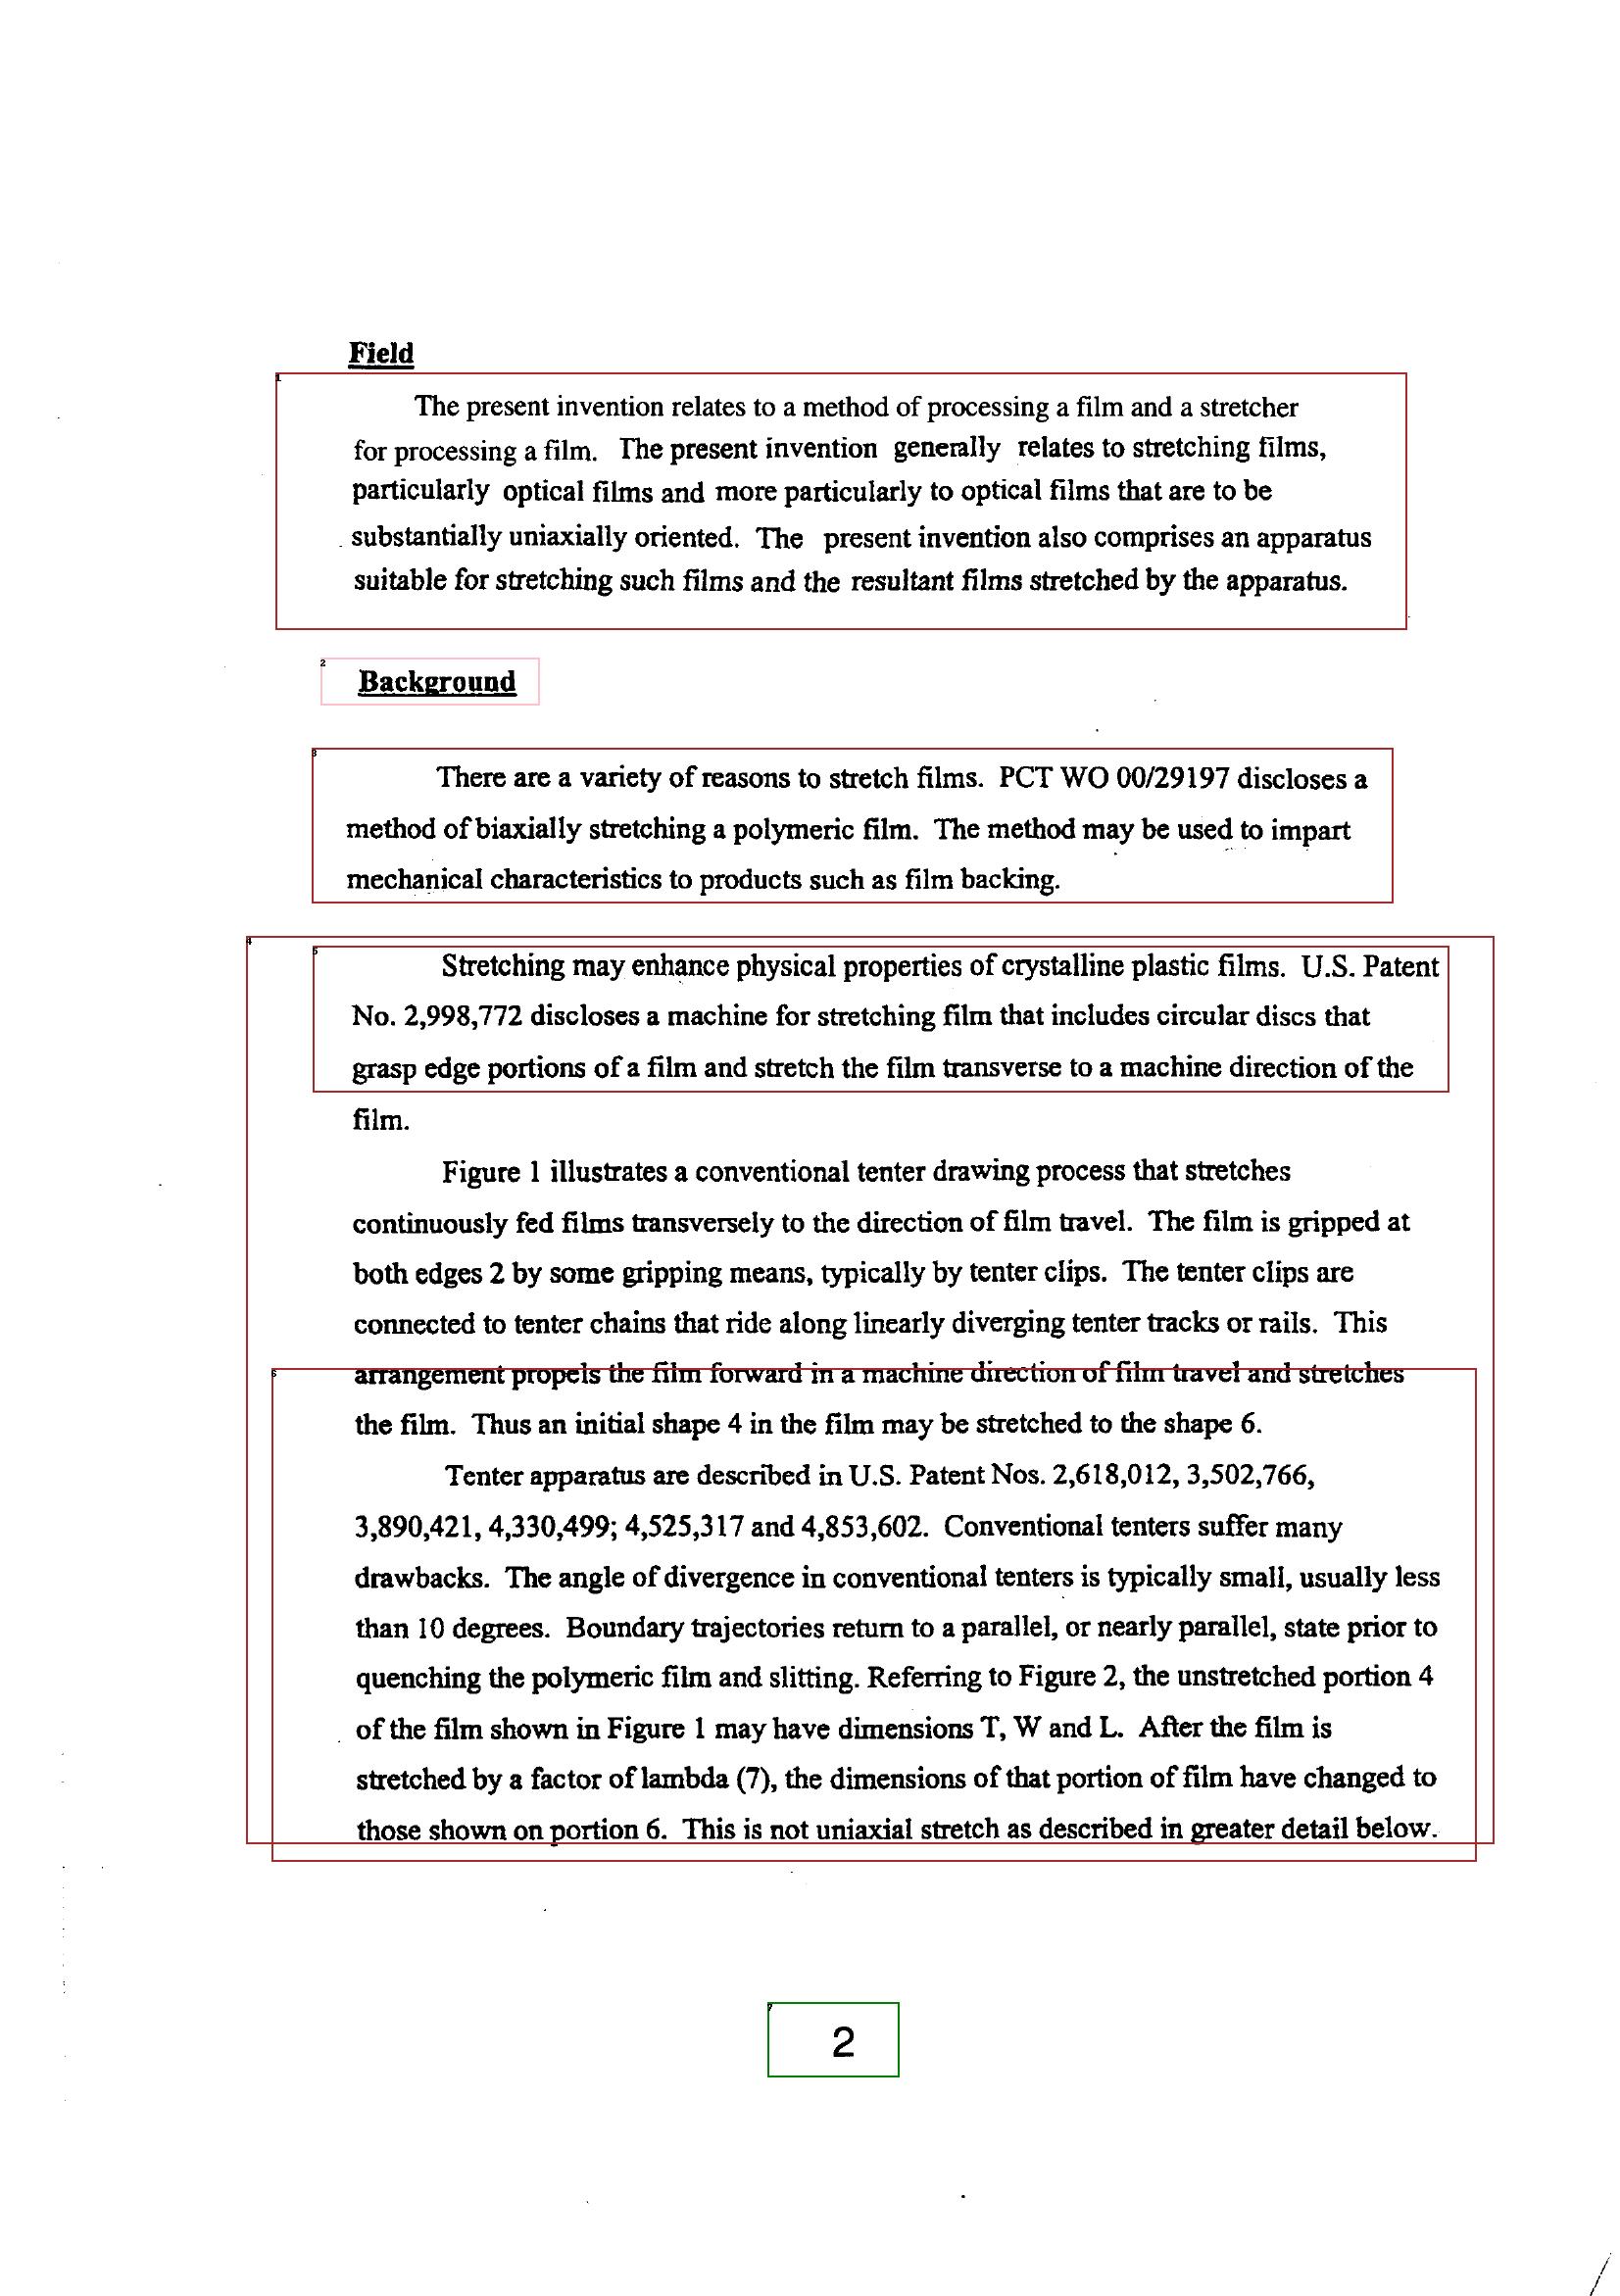 Field
The present invention relates to a method of processing a film and a stretcher
for processing a film. The present invention generally relates to stretching films,
particularly optical films and more particularly to optical films that are to be
substantially uniaxially oriented. The present invention also comprises an apparatus
suitable for stretching such films and the resultant films stretched by the apparatus.
2
Background
There are a variety of reasons to stretch films. PCT WO 00/29197 discloses a
method of biaxially stretching a polymeric film. The method may be used to impart
mechanical characteristics to products such as film backing.
4
Stretching may enhance physical properties of crystalline plastic films. U.S. Patent
No. 2,998,772 discloses a machine for stretching film that includes circular discs that
grasp edge portions of a film and stretch the film transverse to a machine direction of the
film.
Figure 1 illustrates a conventional tenter drawing process that stretches
continuously fed films transversely to the direction of film travel. The film is gripped at
both edges 2 by some gripping means, typically by tenter clips. The tenter clips are
connected to tenter chains that ride along linearly diverging tenter tracks or rails. This
arrangement propels the film forward in a machine direction of film travel and stretches
the film. Thus an initial shape 4 in the film may be stretched to the shape 6.
Tenter apparatus are described in U.S. Patent Nos. 2,618,012, 3,502,766,
3,890,421, 4,330,499; 4,525,317 and 4,853,602. Conventional tenters suffer many
drawbacks. The angle of divergence in conventional tenters is typically small, usually less
than 10 degrees. Boundary trajectories return to a parallel, or nearly parallel, state prior to
quenching the polymeric film and slitting. Referring to Figure 2, the unstretched portion 4
of the film shown in Figure 1 may have dimensions T, W and L. After the film is
stretched by a factor of lambda (7), the dimensions of that portion of film have changed to
those shown on portion 6. This is not uniaxial stretch as described in greater detail below.
2